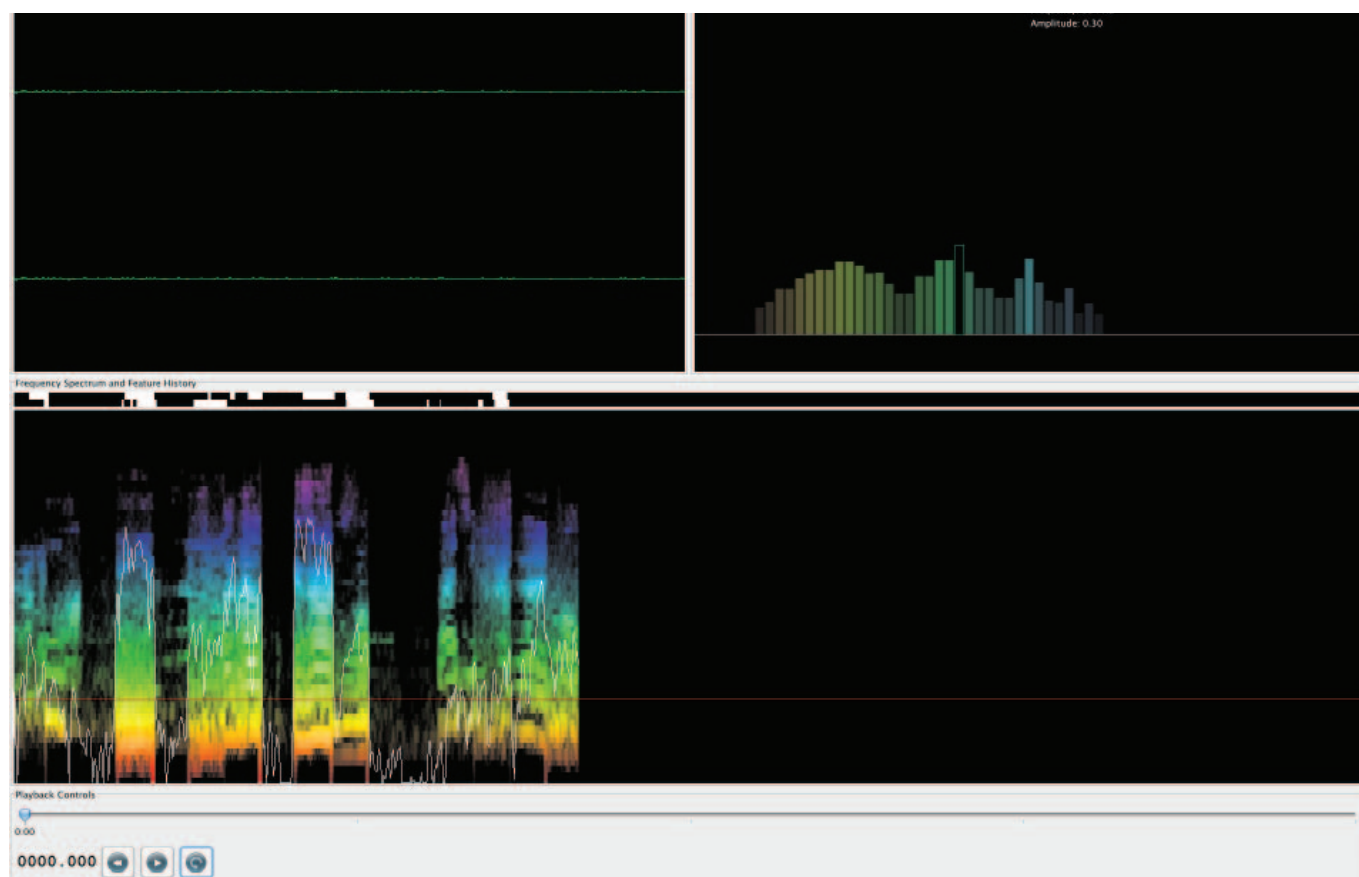 Amplitude: 0.30
Frequency Spectrum and Feature History
Playback Controls
0:00
0000.000